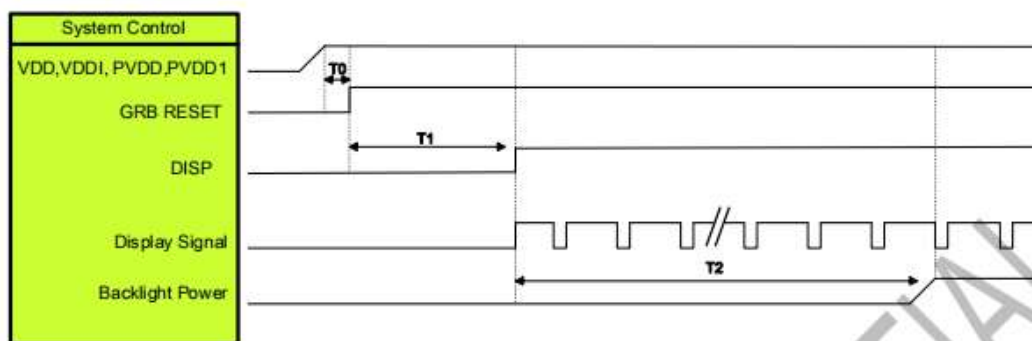 System Control
VDD,VDDI, PVDD,PVDD1
T0
GRB RESET
T1
DISP
Display Signal
T2
Backlight Power